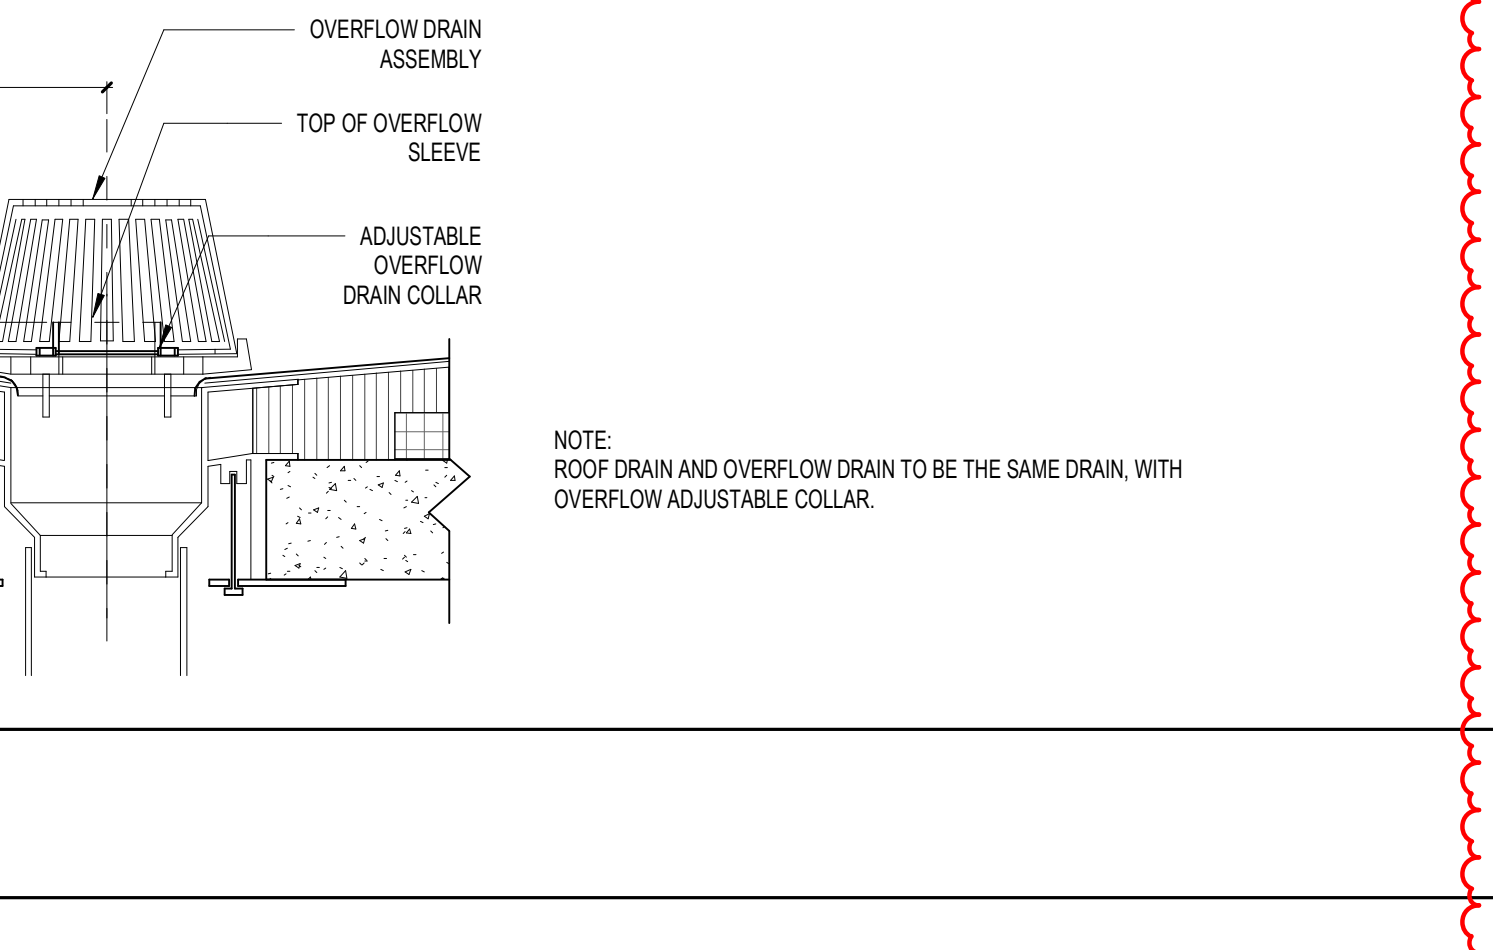 OVERFLOW DRAIN
ASSEMBLY
TOP OF OVERFLOW
SLEEVE
ADJUSTABLE
OVERFLOW
DRAIN COLLAR
NOTE:
ROOF DRAIN AND OVERFLOW DRAIN TO BE THE SAME DRAIN, WITH
OVERFLOW ADJUSTABLE COLLAR.